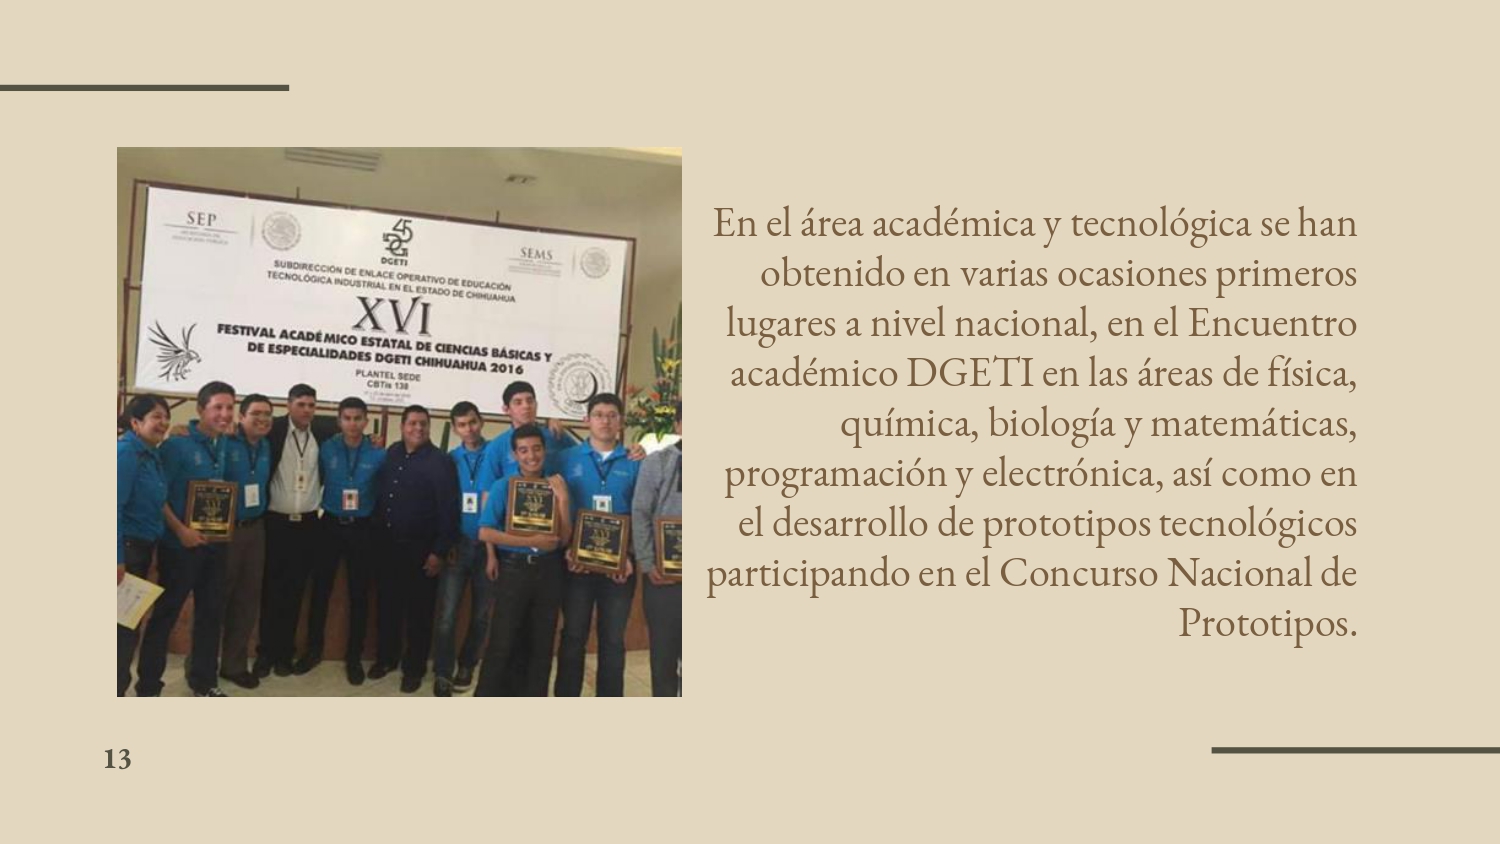 SEP
SEMS
45
DGETI
SUBDIRECCIÓN DE ENLACE OPERATIVO DE EDUCACIÓN
TECNOLÓGICA INDUSTRIAL EN EL ESTADO DE CHIHUAHUA
XVI
FESTIVAL ACADÉMICO ESTATAL DE CIENCIAS BÁSICAS Y
DE ESPECIALIDADES DGETI CHIHUAHUA 2016
PLANTEL SEDE
CBTis 138
XVI
XVI
XVI
En el área académica y tecnológica se han
obtenido en varias ocasiones primeros
lugares a nivel nacional, en el Encuentro
académico DGETI en las áreas de física,
química, biología y matemáticas,
programación y electrónica, así como en
el desarrollo de prototipos tecnológicos
participando en el Concurso Nacional de
Prototipos.
13